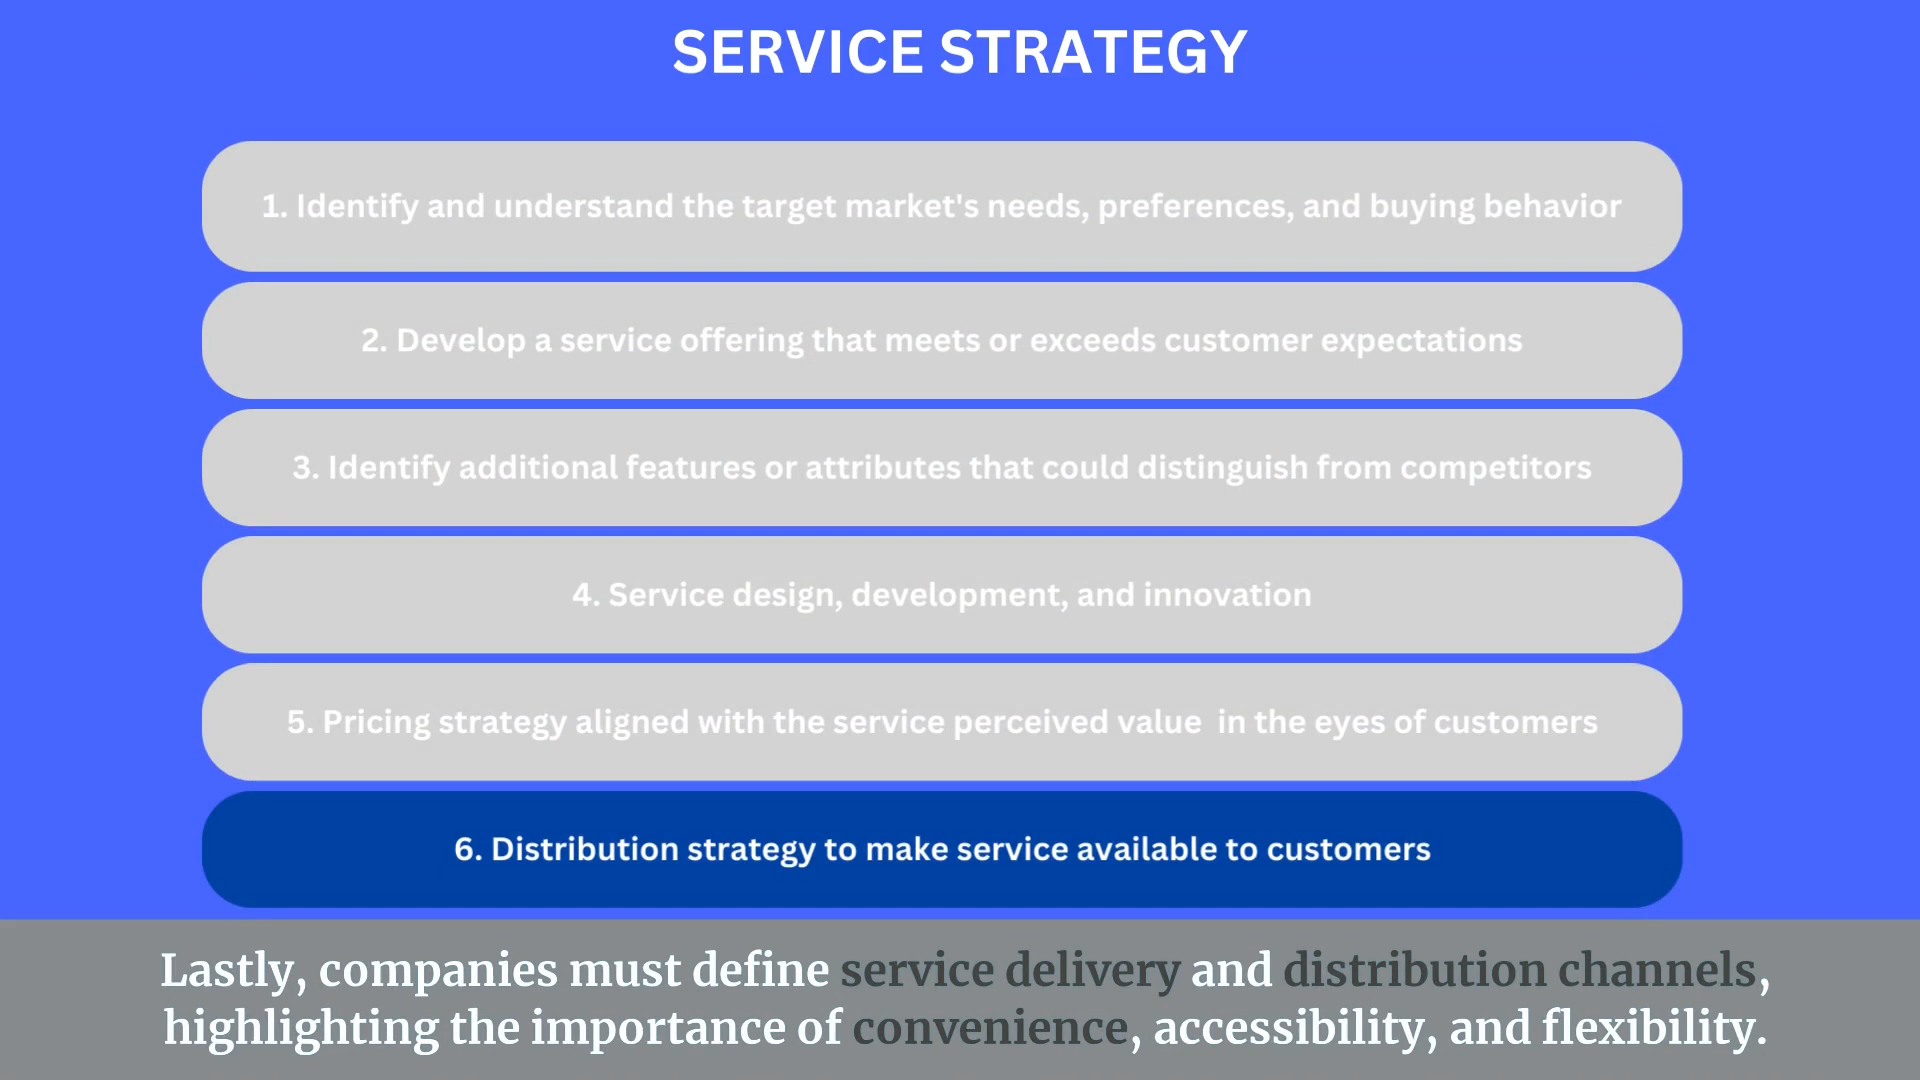 SERVICE STRATEGY
1. Identify and understand the target market's needs, preferences, and buying behavior
2. Develop a service offering that meets or exceeds customer expectations
3. Identify additional features or attributes that could distinguish from competitors
4. Service design, development, and innovation
5. Pricing strategy aligned with the service perceived value  in the eyes of customers
6. Distribution strategy to make service available to customers
Lastly, companies must define service delivery and distribution channels,
highlighting the importance of convenience, accessibility, and flexibility.